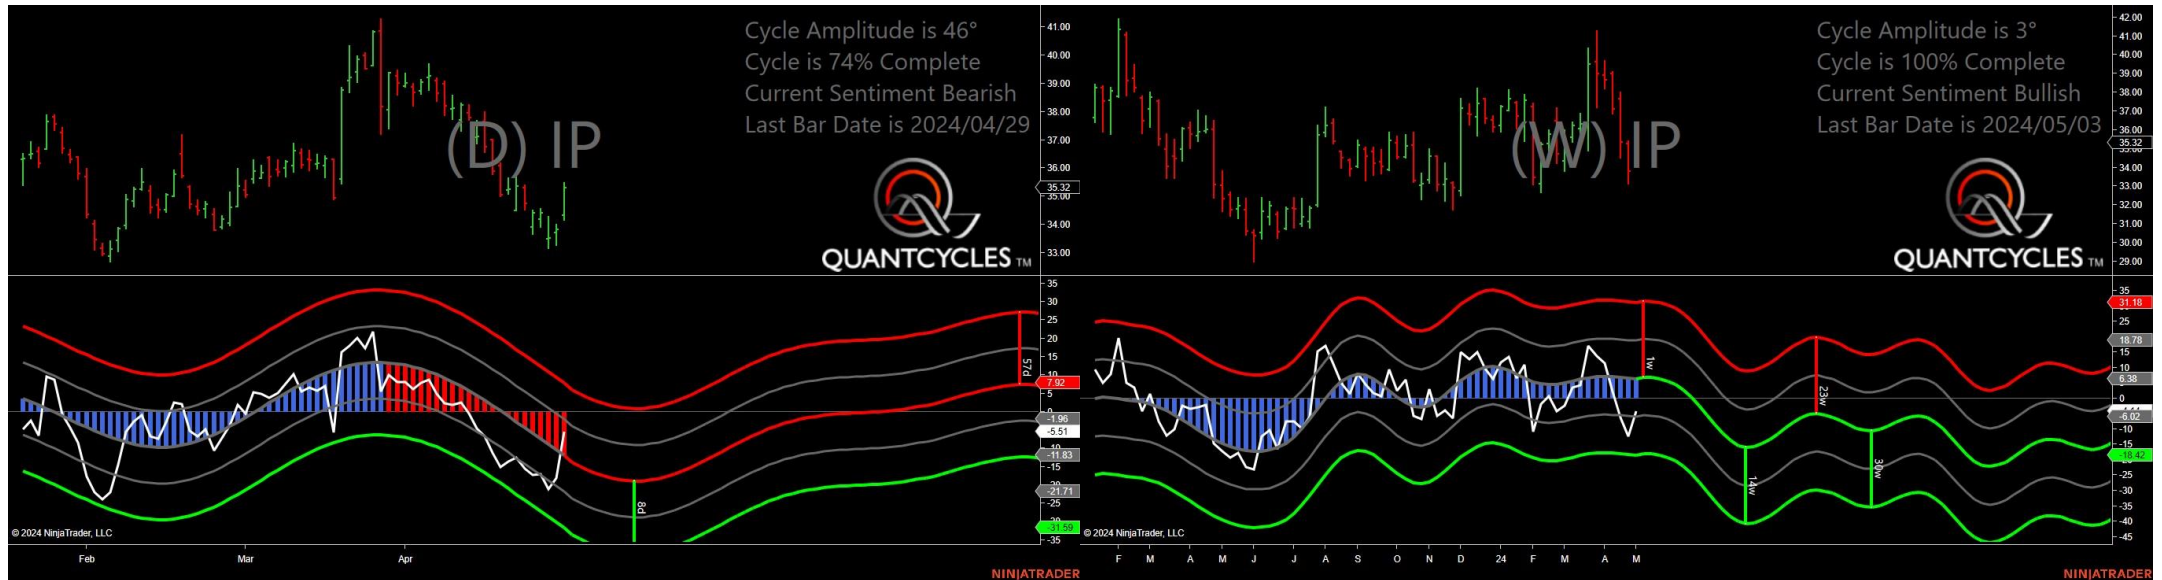 Cycle Amplitude is 46°
Cycle is 74% Complete
Current Sentiment Bearish
Last Bar Date is 2024/04/29
(D) IP
QUANTCYCLES TM
41.00
40.00
39.00
38.00
37.00
36.00
35.32
35.00
34.00
33.00
35
30
25
20
15
10
7.92
5
0
-1.96
-5.51
-10
-11.83
-15
-21.71
-25
-31.59
-35
57d
8d
© 2024 NinjaTrader, LLC
Feb Mar Apr
NINJATRADER
Cycle Amplitude is 3°
Cycle is 100% Complete
Current Sentiment Bullish
Last Bar Date is 2024/05/03
(W) IP
QUANTCYCLES TM
42.00
41.00
40.00
39.00
38.00
37.00
36.00
35.32
35.00
34.00
33.00
32.00
31.00
30.00
29.00
35
31.18
25
18.78
15
10
6.38
0
-6.02
-10
-15
-18.42
-25
-30
-35
-40
-45
1w
23w
14w
30w
© 2024 NinjaTrader, LLC
F M A M J J A S O N D 24 F M A M
NINJATRADER